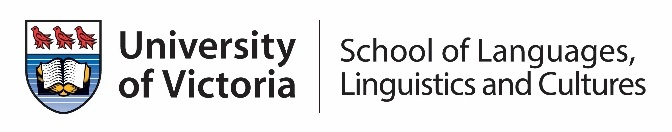 University
of Victoria
School of Languages,
Linguistics and Cultures